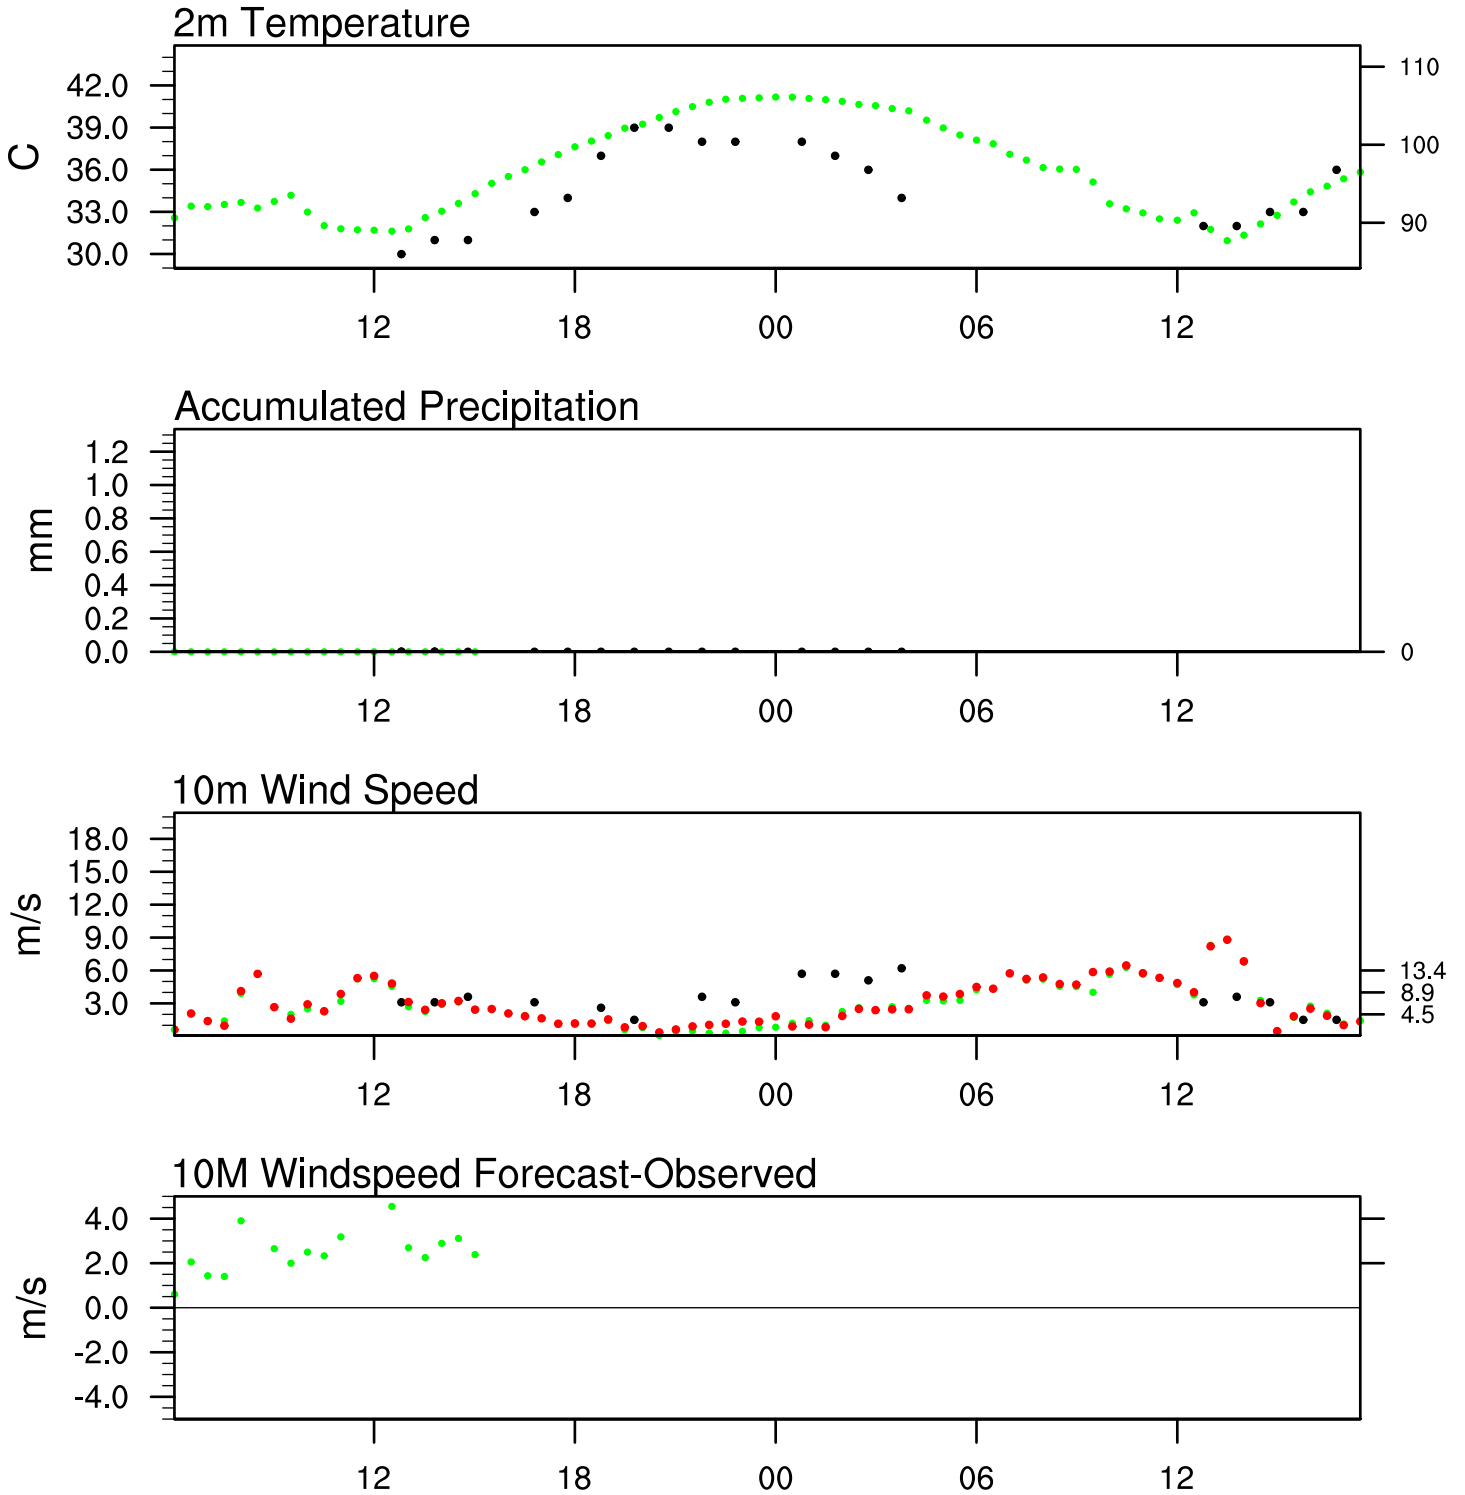 2m Temperature
42.0
39.0
36.0
33.0
30.0
C
110
100
90
12 18 00 06 12
Accumulated Precipitation
1.2
1.0
0.8
0.6
0.4
0.2
0.0
mm
0
12 18 00 06 12
10m Wind Speed
18.0
15.0
12.0
9.0
6.0
3.0
m/s
13.4
8.9
4.5
12 18 00 06 12
10M Windspeed Forecast-Observed
4.0
2.0
0.0
-2.0
-4.0
m/s
12 18 00 06 12